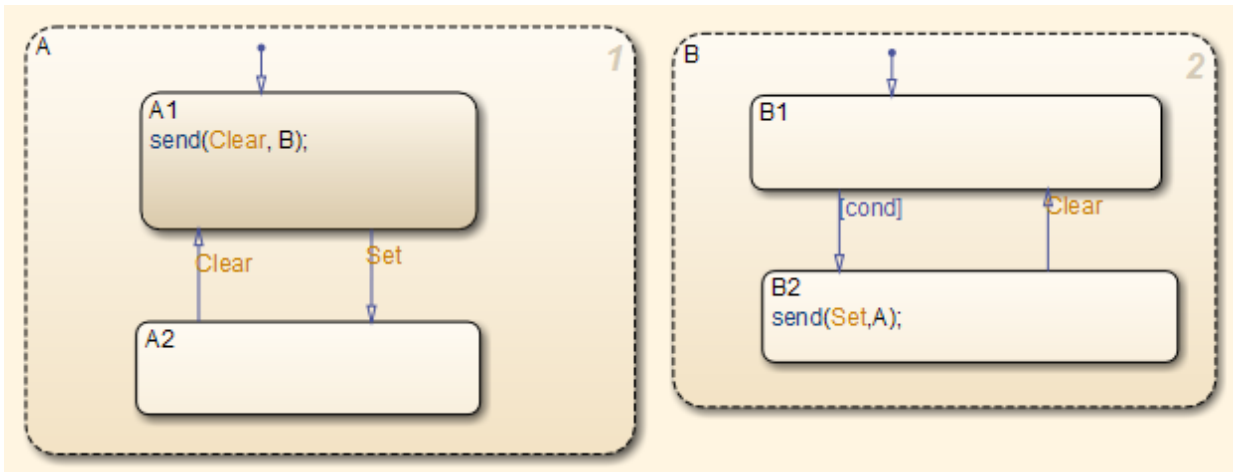 A
1
A1
send(Clear, B);
Clear
Set
A2
B
2
B1
[cond]
Clear
B2
send(Set,A);